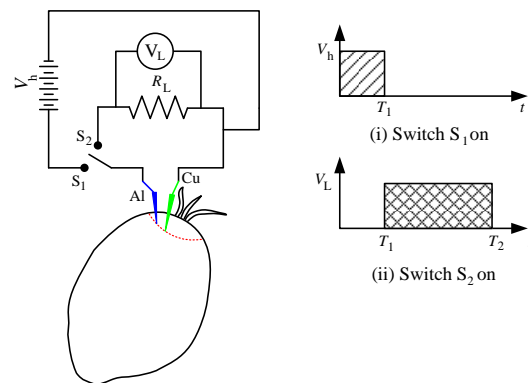 V_L
R_L
V_h
S_2
S_1
Al
Cu
V_h
T_1
t
(i) Switch S_1 on
V_L
T_1
T_2
(ii) Switch S_2 on